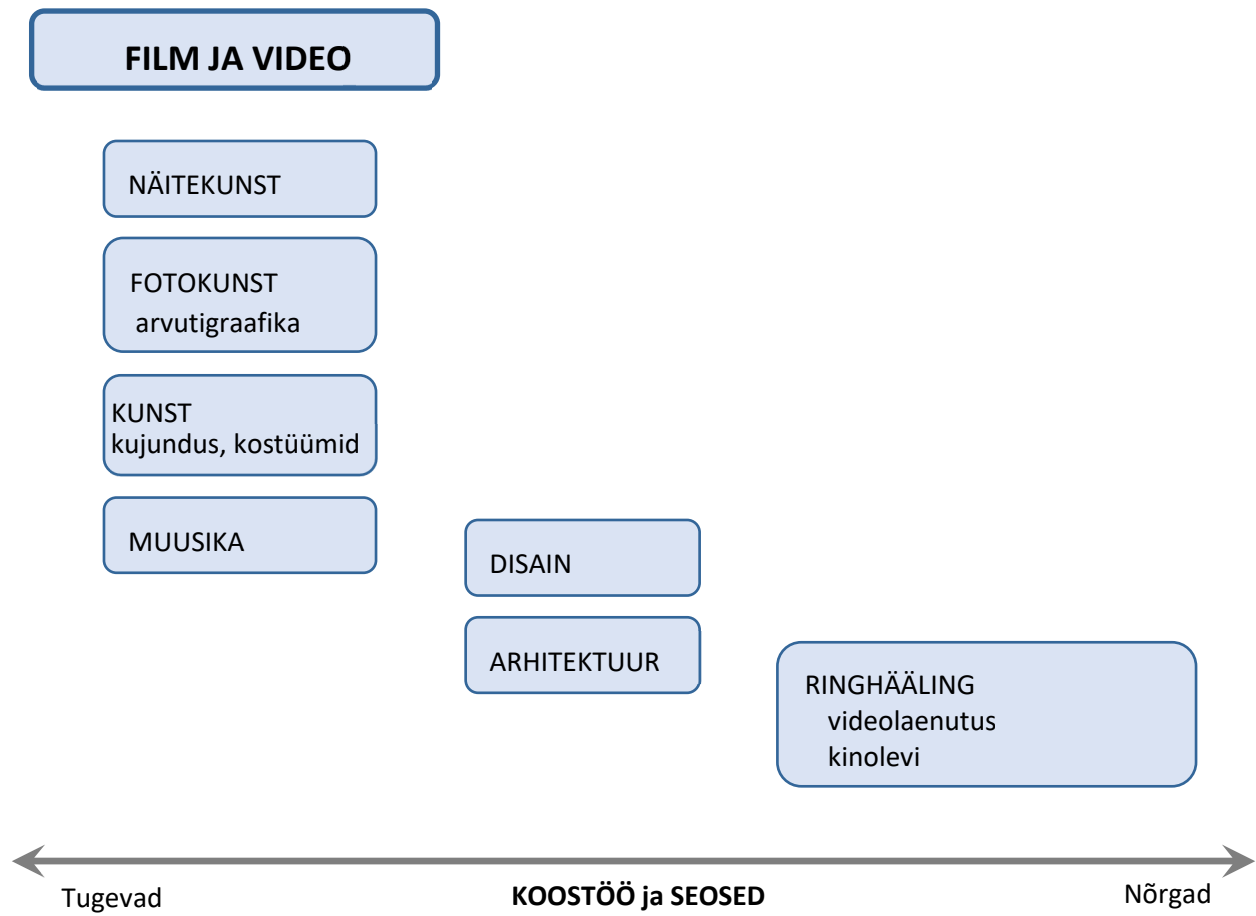 FILM JA VIDEO
NÄITEKUNST
FOTOKUNST
arvutigraafika
KUNST
kujundus, kostüümid
MUUSIKA
DISAIN
ARHITEKTUUR
RINGHÄÄLING
videolaenutus
kinolevi
Tugevad
KOOSTÖÖ ja SEOSED
Nõrgad